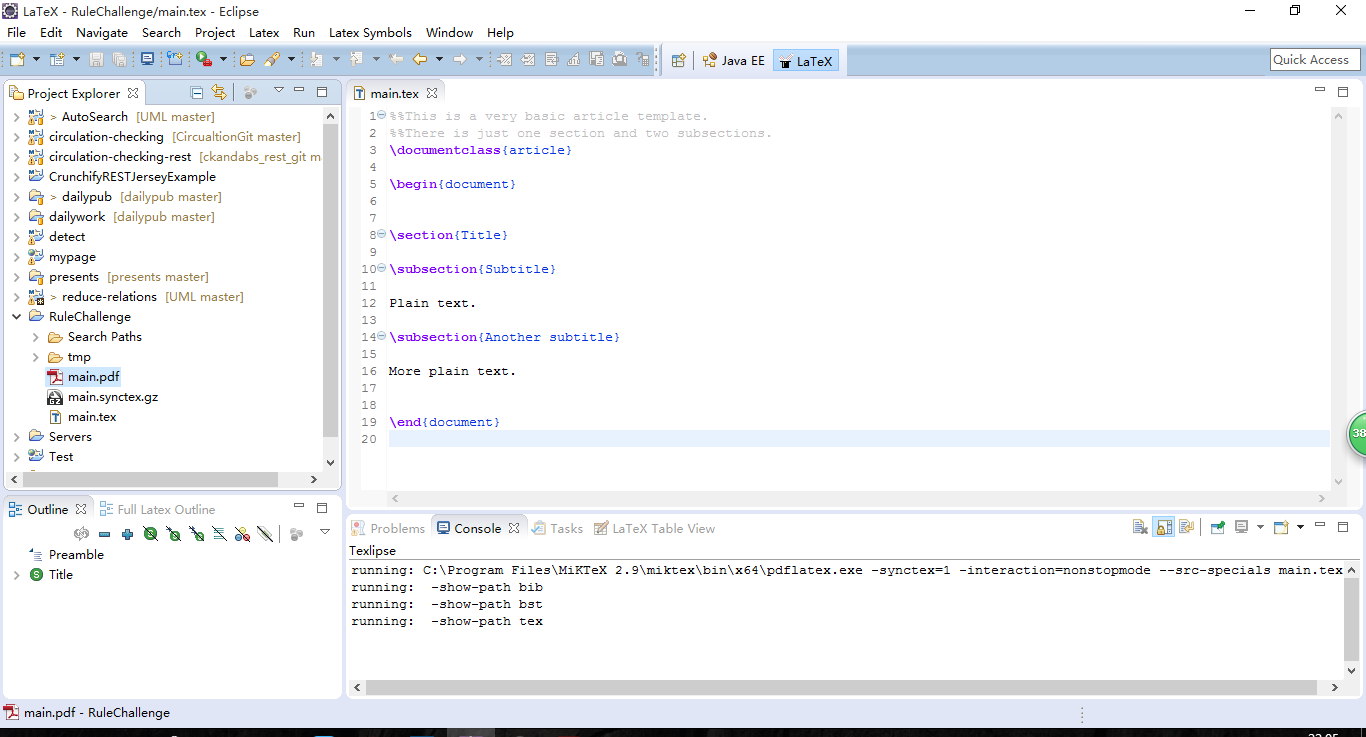 LaTeX - RuleChallenge/main.tex - Eclipse
File Edit Navigate Search Project Latex Run Latex Symbols Window Help
Java EE LaTeX Quick Access
Project Explorer
> AutoSearch [UML master]
circulation-checking [CircualtionGit master]
circulation-checking-rest [ckandabs_rest_git m
CrunchifyRESTJerseyExample
> dailypub [dailypub master]
dailywork [dailypub master]
detect
mypage
presents [presents master]
> reduce-relations [UML master]
RuleChallenge
Search Paths
tmp
main.pdf
main.synctex.gz
main.tex
Servers
Test
main.tex
1 %%This is a very basic article template.
2 %%There is just one section and two subsections.
3 \documentclass{article}
4
5 \begin{document}
6
7
8 \section{Title}
9
10 \subsection{Subtitle}
11
12 Plain text.
13
14 \subsection{Another subtitle}
15
16 More plain text.
17
18
19 \end{document}
20
38
Outline Full Latex Outline
Preamble
S Title
Problems Console Tasks LaTeX Table View
Texlipse
running: C:\Program Files\MiKTeX 2.9\miktex\bin\x64\pdflatex.exe -synctex=1 -interaction=nonstopmode --src-specials main.tex
running:  -show-path bib
running:  -show-path bst
running:  -show-path tex
main.pdf - RuleChallenge